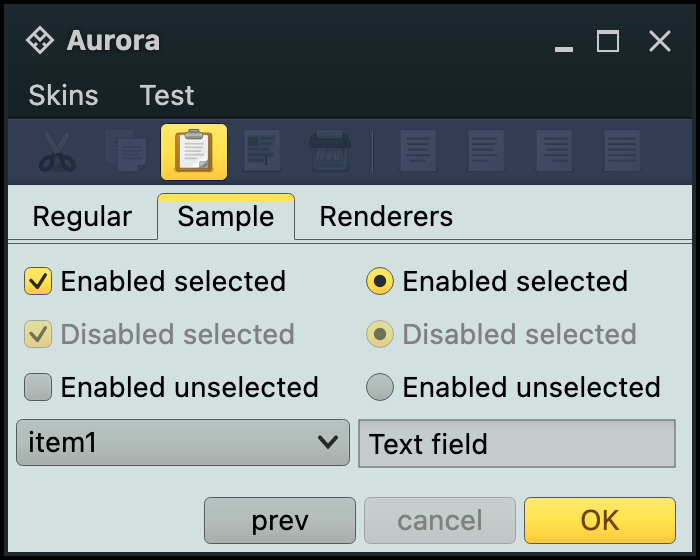 Aurora
Skins Test
Regular Sample Renderers
Enabled selected Enabled selected
Disabled selected Disabled selected
Enabled unselected Enabled unselected
item1 Text field
prev cancel OK